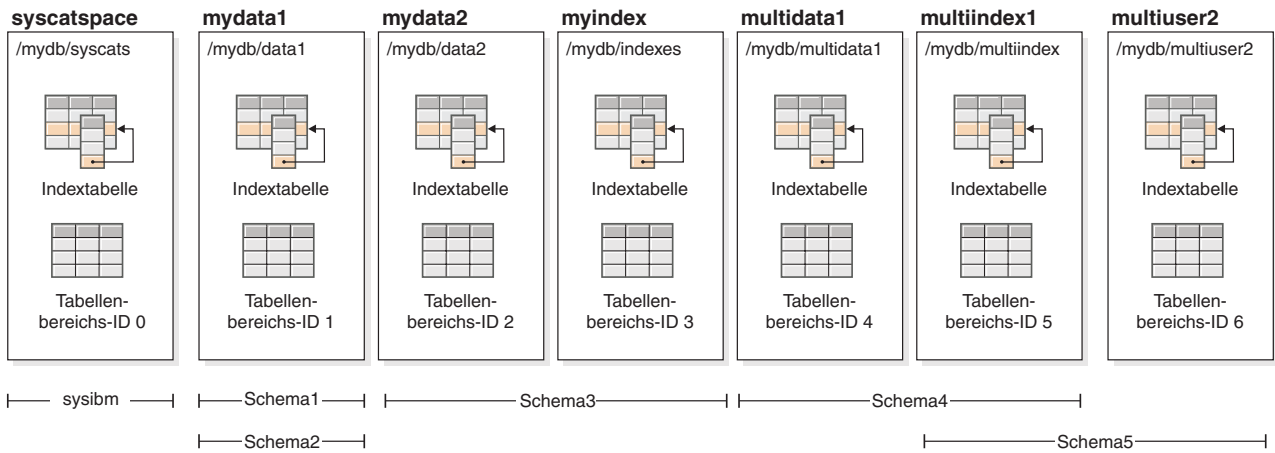 syscatspace
mydata1
mydata2
myindex
multidata1
multiindex1
multiuser2
/mydb/syscats
/mydb/data1
/mydb/data2
/mydb/indexes
/mydb/multidata1
/mydb/multiindex
/mydb/multiuser2
Indextabelle
Indextabelle
Indextabelle
Indextabelle
Indextabelle
Indextabelle
Indextabelle
Tabellen-
bereichs-ID 0
Tabellen-
bereichs-ID 1
Tabellen-
bereichs-ID 2
Tabellen-
bereichs-ID 3
Tabellen-
bereichs-ID 4
Tabellen-
bereichs-ID 5
Tabellen-
bereichs-ID 6
sysibm
Schema1
Schema3
Schema4
Schema2
Schema5